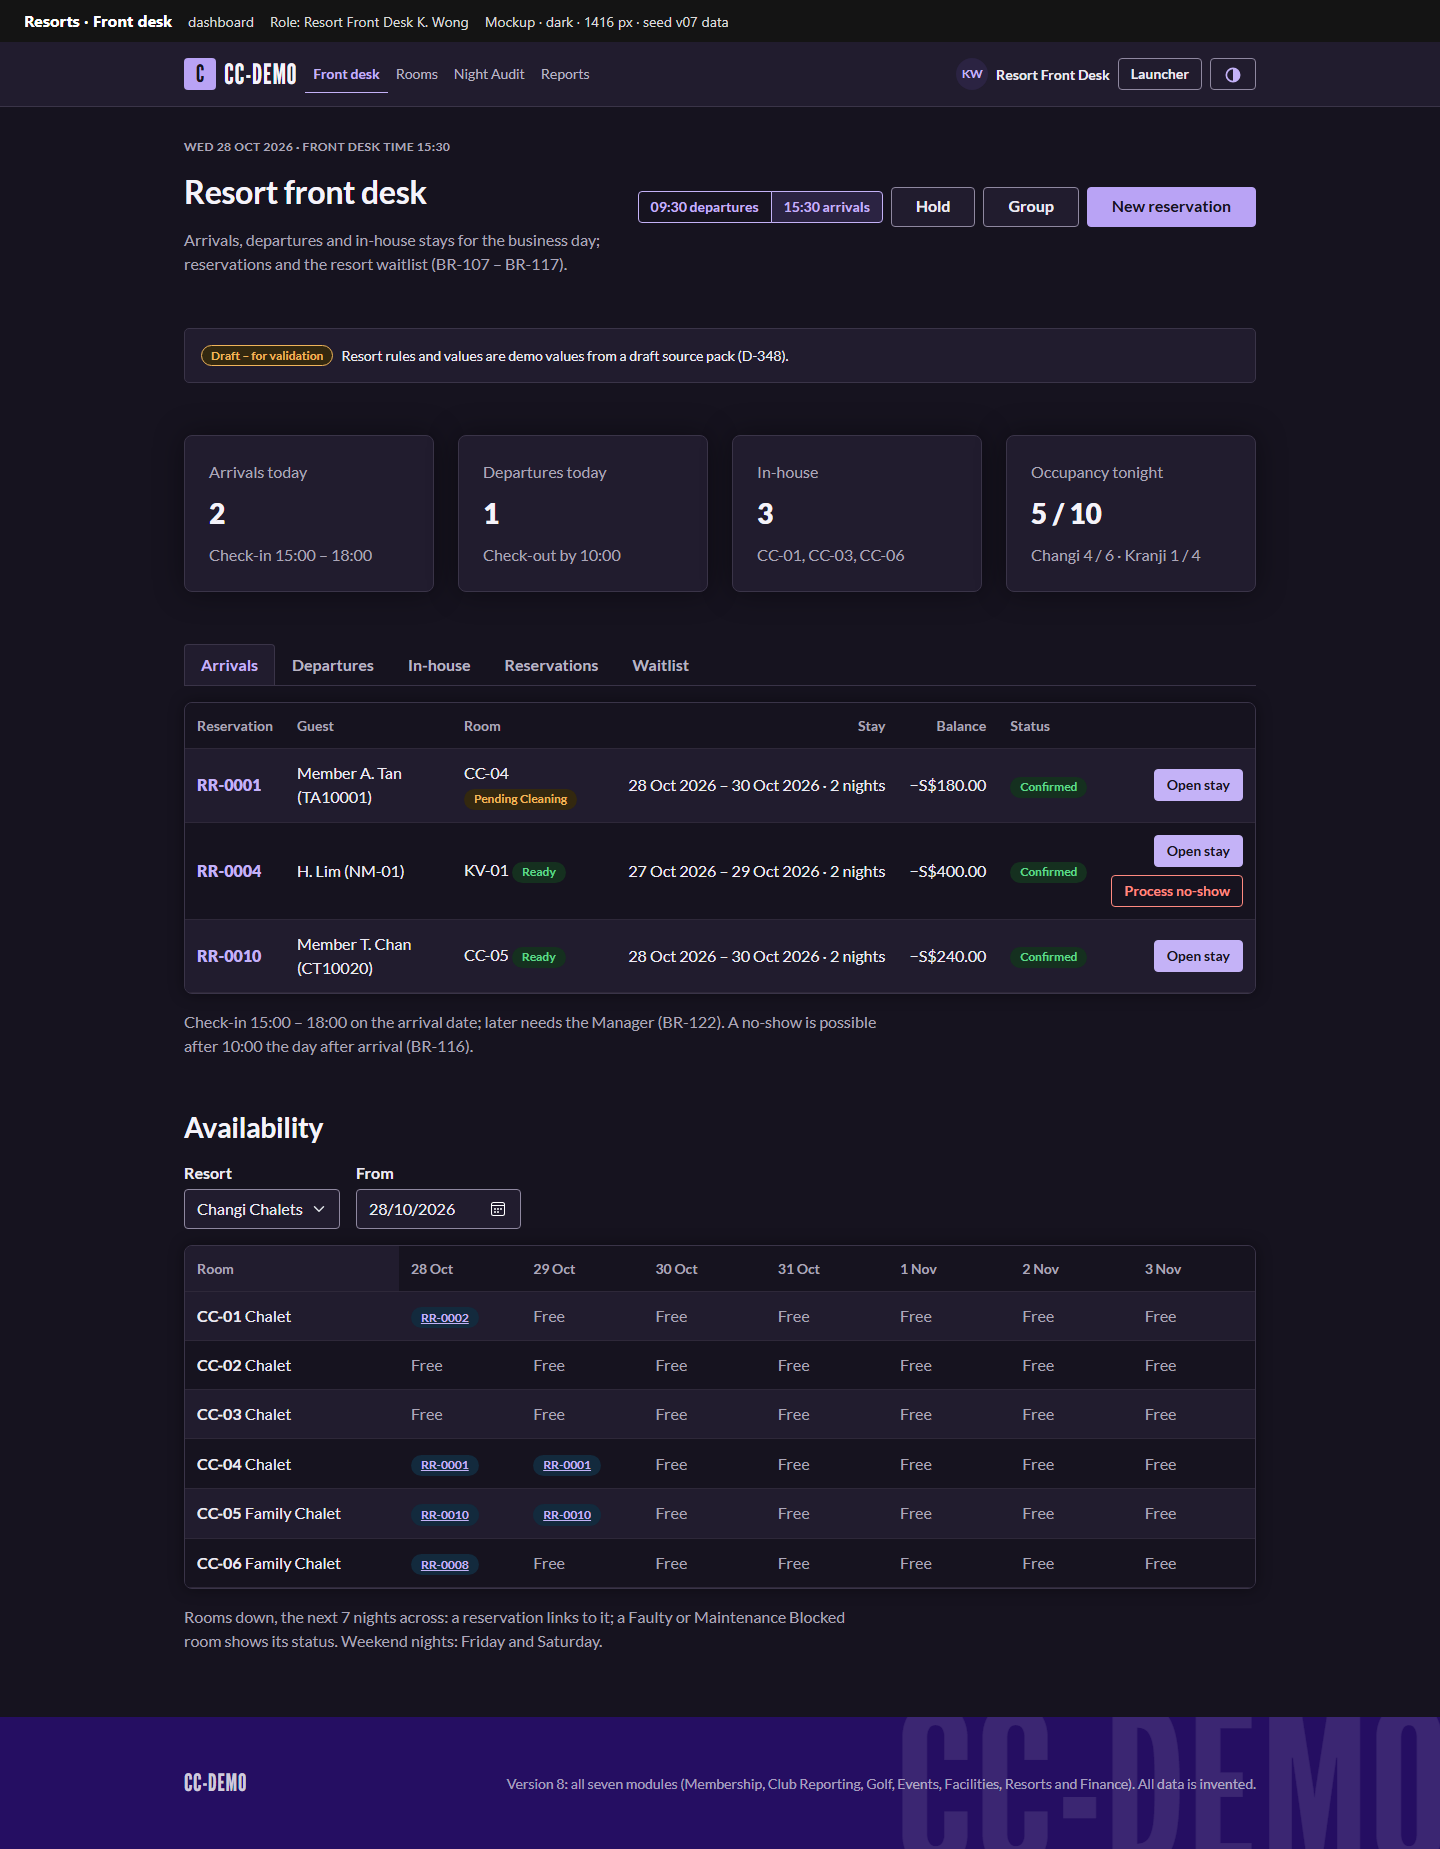 Resorts · Front desk dashboard Role: Resort Front Desk K. Wong Mockup · dark · 1416 px · seed v07 data
C CC-DEMO Front desk Rooms Night Audit Reports KW Resort Front Desk Launcher
WED 28 OCT 2026 · FRONT DESK TIME 15:30
Resort front desk
09:30 departures 15:30 arrivals Hold Group New reservation
Arrivals, departures and in-house stays for the business day;
reservations and the resort waitlist (BR-107 – BR-117).
Draft – for validation Resort rules and values are demo values from a draft source pack (D-348).
Arrivals today Departures today In-house Occupancy tonight
2 1 3 5 / 10
Check-in 15:00 – 18:00 Check-out by 10:00 CC-01, CC-03, CC-06 Changi 4 / 6 · Kranji 1 / 4
Arrivals Departures In-house Reservations Waitlist
Reservation Guest Room Stay Balance Status
RR-0001 Member A. Tan (TA10001) CC-04 Pending Cleaning 28 Oct 2026 – 30 Oct 2026 · 2 nights −S$180.00 Confirmed Open stay
RR-0004 H. Lim (NM-01) KV-01 Ready 27 Oct 2026 – 29 Oct 2026 · 2 nights −S$400.00 Confirmed Open stay
Process no-show
RR-0010 Member T. Chan (CT10020) CC-05 Ready 28 Oct 2026 – 30 Oct 2026 · 2 nights −S$240.00 Confirmed Open stay
Check-in 15:00 – 18:00 on the arrival date; later needs the Manager (BR-122). A no-show is possible
after 10:00 the day after arrival (BR-116).
Availability
Resort From
Changi Chalets 28/10/2026
Room 28 Oct 29 Oct 30 Oct 31 Oct 1 Nov 2 Nov 3 Nov
CC-01 Chalet RR-0002 Free Free Free Free Free Free
CC-02 Chalet Free Free Free Free Free Free Free
CC-03 Chalet Free Free Free Free Free Free Free
CC-04 Chalet RR-0001 RR-0001 Free Free Free Free Free
CC-05 Family Chalet RR-0010 RR-0010 Free Free Free Free Free
CC-06 Family Chalet RR-0008 Free Free Free Free Free Free
Rooms down, the next 7 nights across: a reservation links to it; a Faulty or Maintenance Blocked
room shows its status. Weekend nights: Friday and Saturday.
CC-DEMO
CC-DEMO Version 8: all seven modules (Membership, Club Reporting, Golf, Events, Facilities, Resorts and Finance). All data is invented.